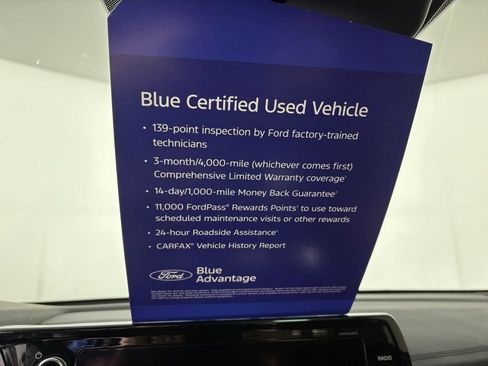 Blue Certified Used Vehicle
• 139-point inspection by Ford factory-trained
technicians
• 3-month/4,000-mile (whichever comes first)
Comprehensive Limited Warranty coverage
• 14-day/1,000-mile Money Back Guarantee
• 11,000 FordPass® Rewards Points to use toward
scheduled maintenance visits or other rewards
• 24-hour Roadside Assistance
• CARFAX® Vehicle History Report
Ford
Blue
Advantage
RADIO